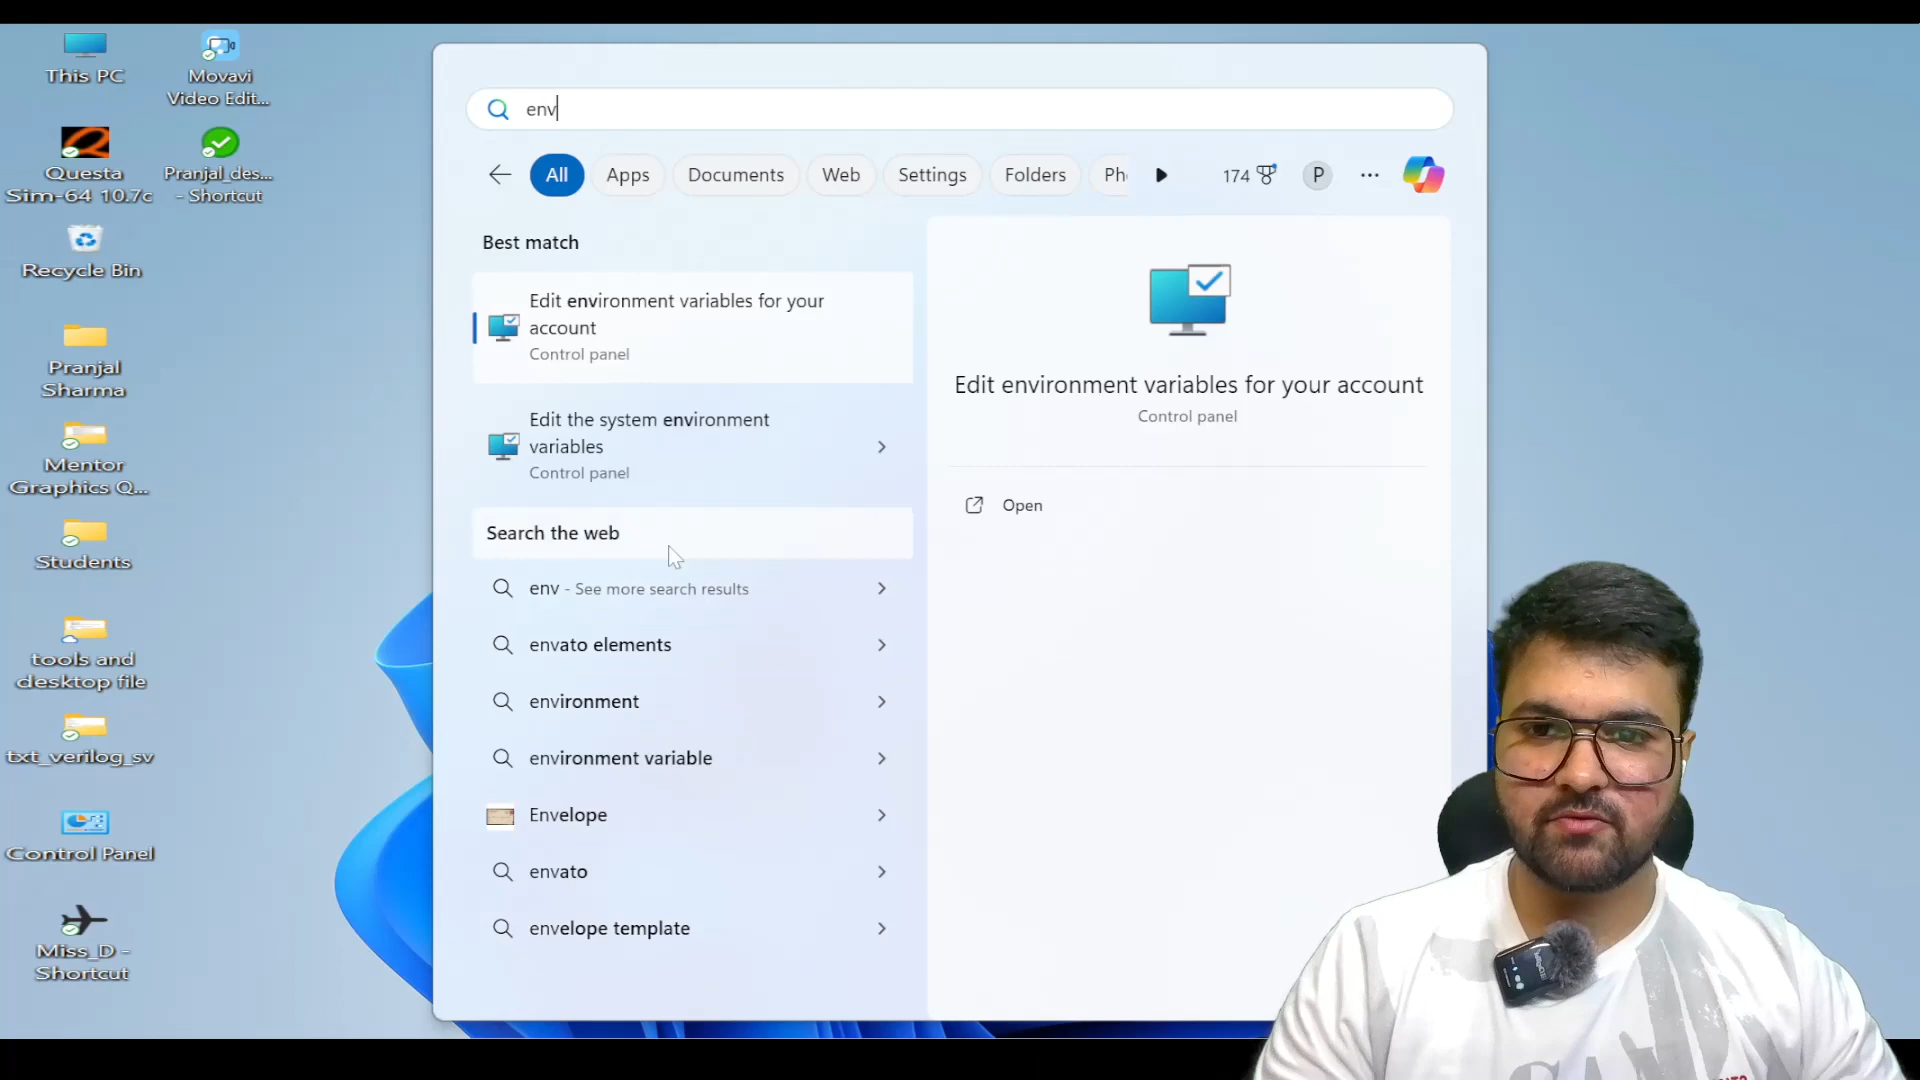 This PC
Movavi
Video Edit...
Questa
Sim-64 10.7c
Pranjal_des...
- Shortcut
Recycle Bin
Pranjal
Sharma
Mentor
Graphics Q...
Students
tools and
desktop file
txt_verilog_sv
Control Panel
Miss_D -
Shortcut
env
All
Apps
Documents
Web
Settings
Folders
Pho
174
P
...
Best match
Edit environment variables for your
account
Control panel
Edit the system environment
variables
Control panel
Search the web
env - See more search results
envato elements
environment
environment variable
Envelope
envato
envelope template
Edit environment variables for your account
Control panel
Open